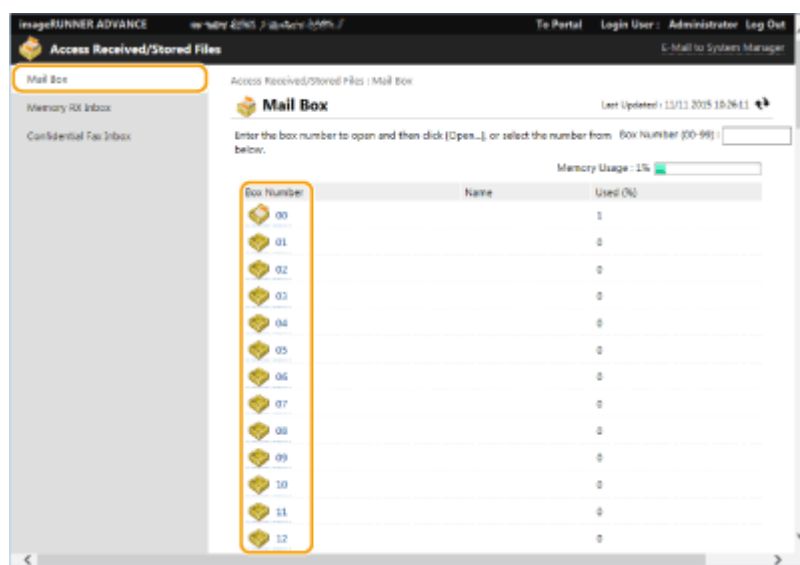 imageRUNNER ADVANCE
To Portal Login User : Administrator Log Out
Access Received/Stored Files
E-Mail to System Manager
Mail Box
Memory RX Inbox
Confidential Fax Inbox
Access Received/Stored Files : Mail Box
Mail Box
Last Updated : 11/11 2015 10:26:11
Enter the box number to open and then click [Open...], or select the number from below.
Box Number (00-99) :
Memory Usage : 1%
Box Number Name Used (%)
00 1
01 0
02 0
03 0
04 0
05 0
06 0
07 0
08 0
09 0
10 0
11 0
12 0